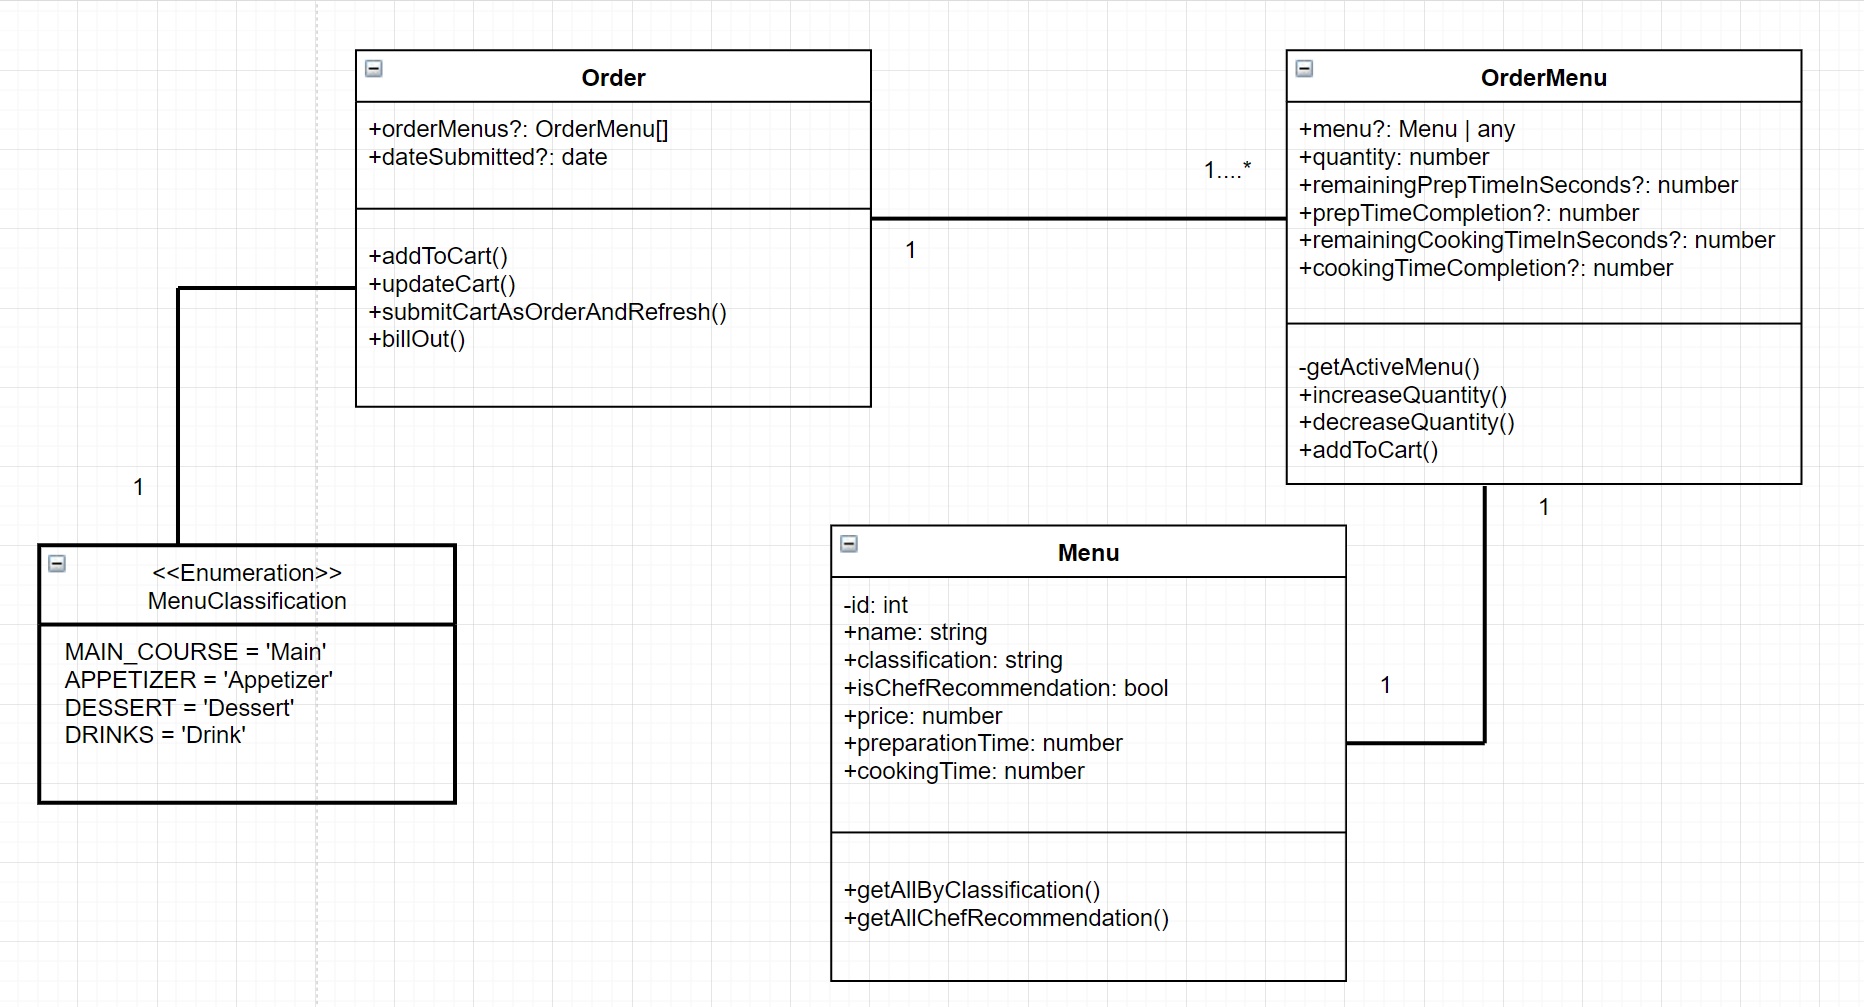 Order
+orderMenus?: OrderMenu[]
+dateSubmitted?: date
+addToCart()
+updateCart()
+submitCartAsOrderAndRefresh()
+billOut()
1....*
1
OrderMenu
+menu?: Menu | any
+quantity: number
+remainingPrepTimeInSeconds?: number
+prepTimeCompletion?: number
+remainingCookingTimeInSeconds?: number
+cookingTimeCompletion?: number
-getActiveMenu()
+increaseQuantity()
+decreaseQuantity()
+addToCart()
1
1
<<Enumeration>>
MenuClassification
MAIN_COURSE = 'Main'
APPETIZER = 'Appetizer'
DESSERT = 'Dessert'
DRINKS = 'Drink'
Menu
-id: int
+name: string
+classification: string
+isChefRecommendation: bool
+price: number
+preparationTime: number
+cookingTime: number
+getAllByClassification()
+getAllChefRecommendation()
1